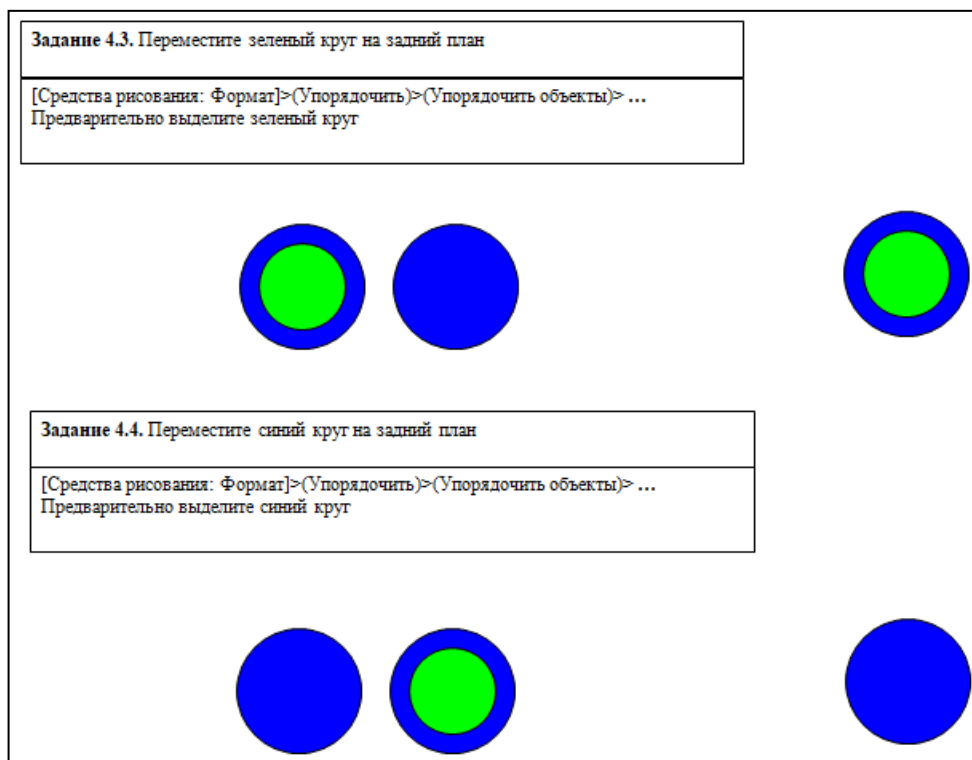 Задание 4.3. Переместите зеленый круг на задний план
[Средства рисования: Формат]>(Упорядочить)>(Упорядочить объекты)> ...
Предварительно выделите зеленый круг
Задание 4.4. Переместите синий круг на задний план
[Средства рисования: Формат]>(Упорядочить)>(Упорядочить объекты)> ...
Предварительно выделите синий круг